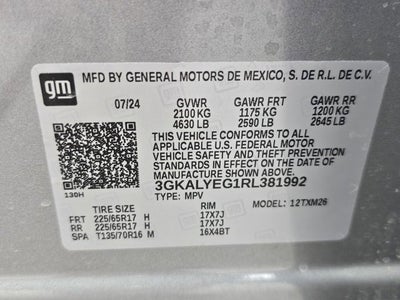 gm
MFD BY GENERAL MOTORS DE MEXICO, S. DE R.L. DE C.V.
07/24 GVWR GAWR FRT GAWR RR
2100 KG 1175 KG 1200 KG
4630 LB 2590 LB 2645 LB
THIS VEHICLE CONFORMS TO ALL
APPLICABLE U.S. FEDERAL MOTOR
VEHICLE SAFETY AND THEFT PREVENTION
STANDARDS IN EFFECT ON THE DATE OF
MANUFACTURE SHOWN ABOVE.
130H 3GKALYEG1RL381992
TYPE: MPV MODEL: 12TXM26
TIRE SIZE RIM
FRT 225/65R17 H 17X7J
RR 225/65R17 H 17X7J
SPA T135/70R16 M 16X4BT